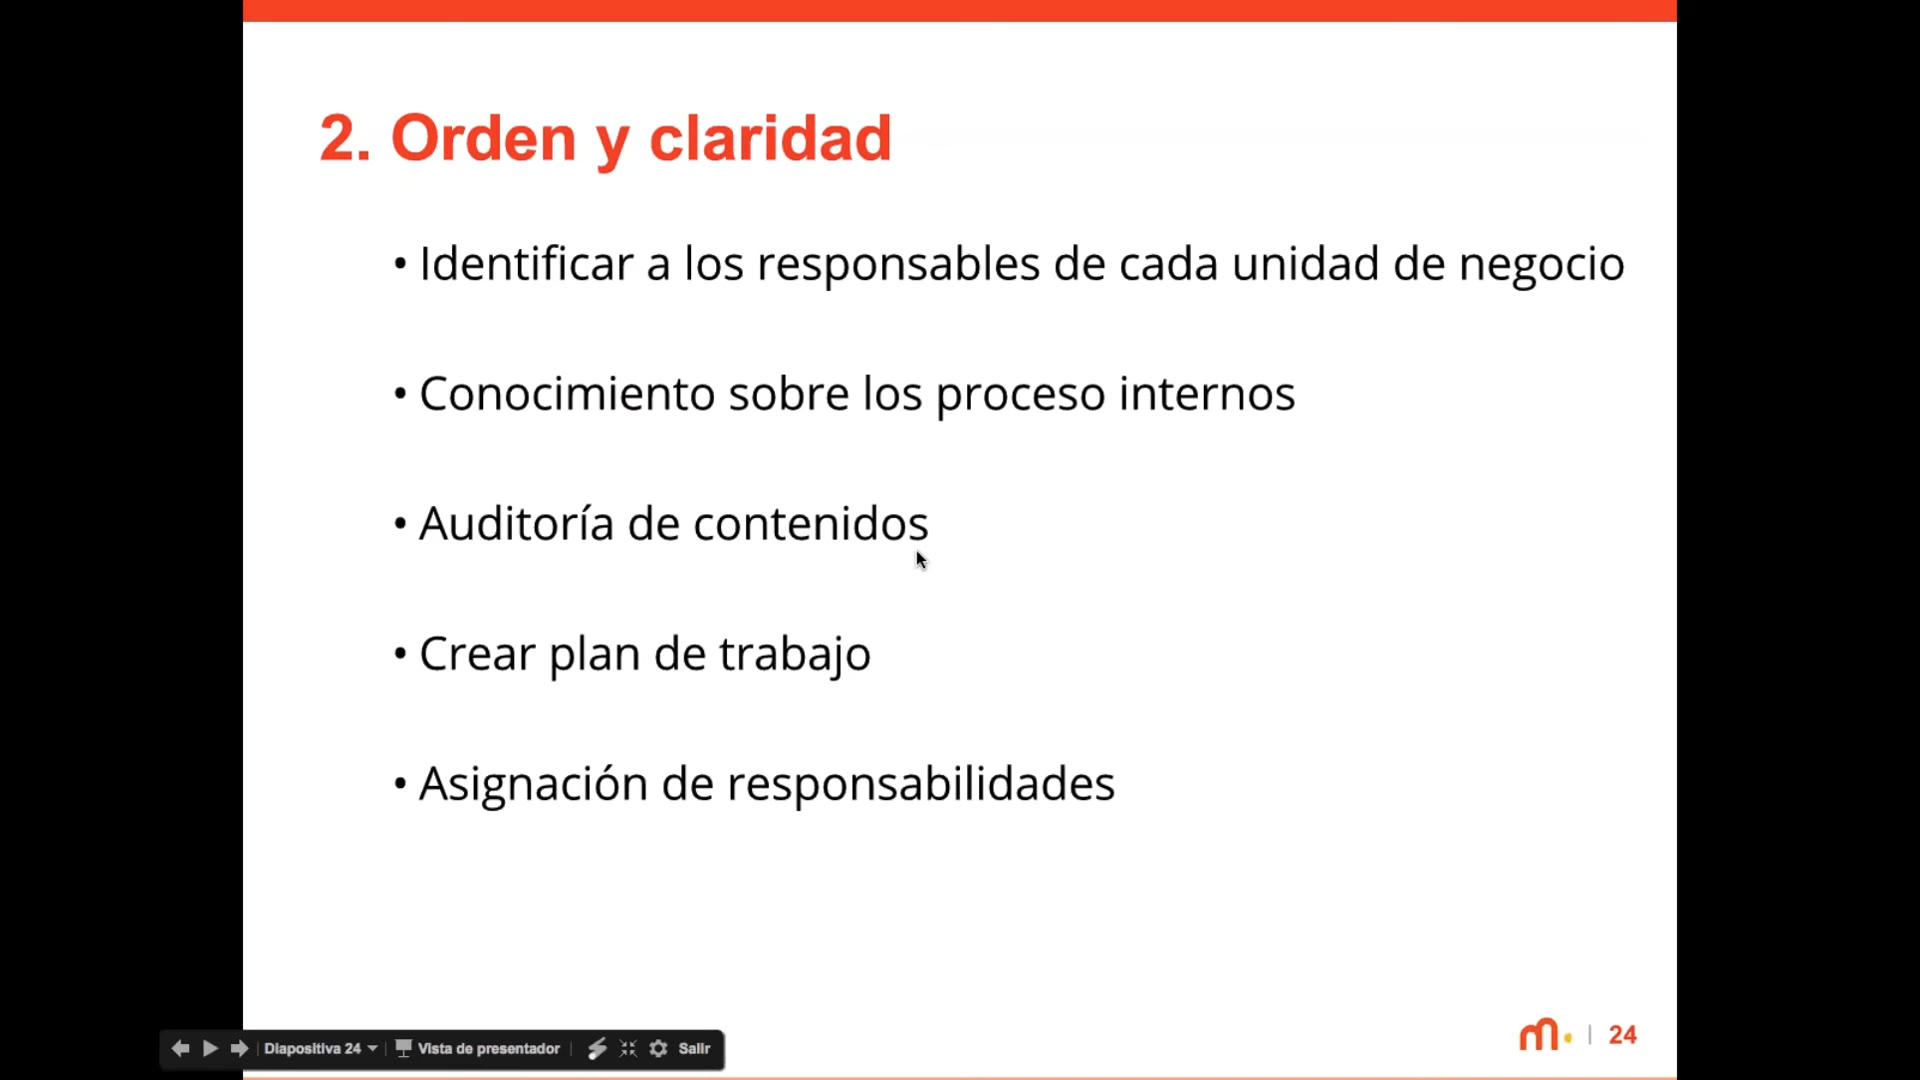 2. Orden y claridad
• Identificar a los responsables de cada unidad de negocio
• Conocimiento sobre los proceso internos
• Auditoría de contenidos
• Crear plan de trabajo
• Asignación de responsabilidades
m. | 24
Diapositiva 24 Vista de presentador Salir